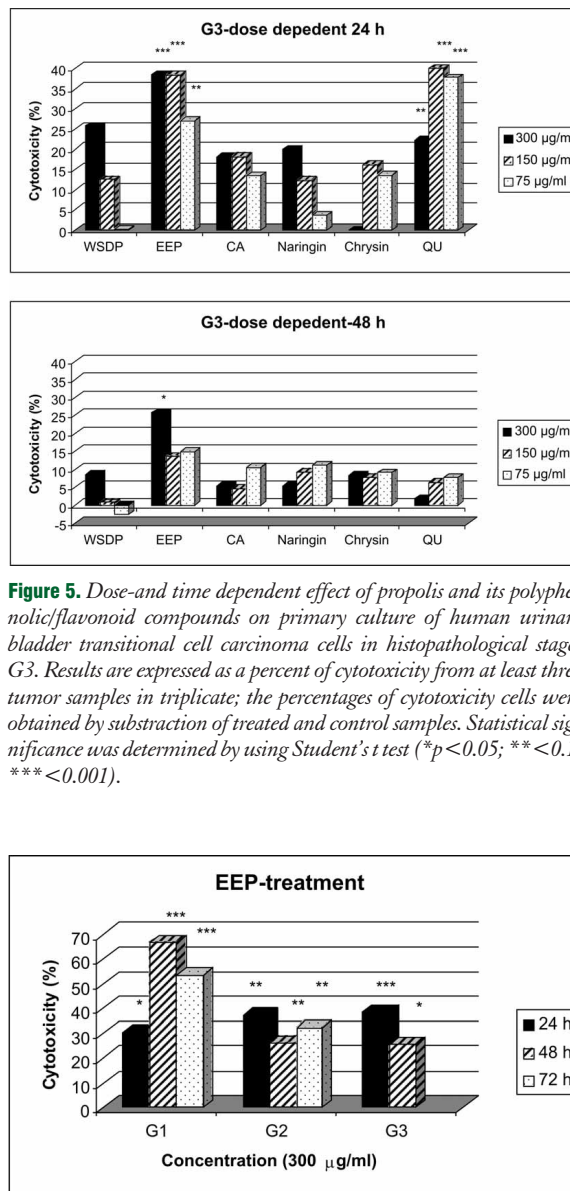 G3-dose depedent 24 h
*** ***
*** ***
**
**
Cytotoxicity (%)
40
35
30
25
20
15
10
5
0
WSDP EEP CA Naringin Chrysin QU
300 µg/m
150 µg/m
75 µg/ml
G3-dose depedent-48 h
*
Cytotoxicity (%)
40
35
30
25
20
15
10
5
0
-5
WSDP EEP CA Naringin Chrysin QU
300 µg/m
150 µg/m
75 µg/ml
Figure 5. Dose-and time dependent effect of propolis and its polyphe
nolic/flavonoid compounds on primary culture of human urinar
bladder transitional cell carcinoma cells in histopathological stage
G3. Results are expressed as a percent of cytotoxicity from at least thre
tumor samples in triplicate; the percentages of cytotoxicity cells wer
obtained by substraction of treated and control samples. Statistical sig
nificance was determined by using Student's t test (*p<0.05; **<0.1
***<0.001).
EEP-treatment
***
***
* ** ** ***
** *
Cytotoxicity (%)
70
60
50
40
30
20
10
0
G1 G2 G3
Concentration (300 µg/ml)
24 h
48 h
72 h